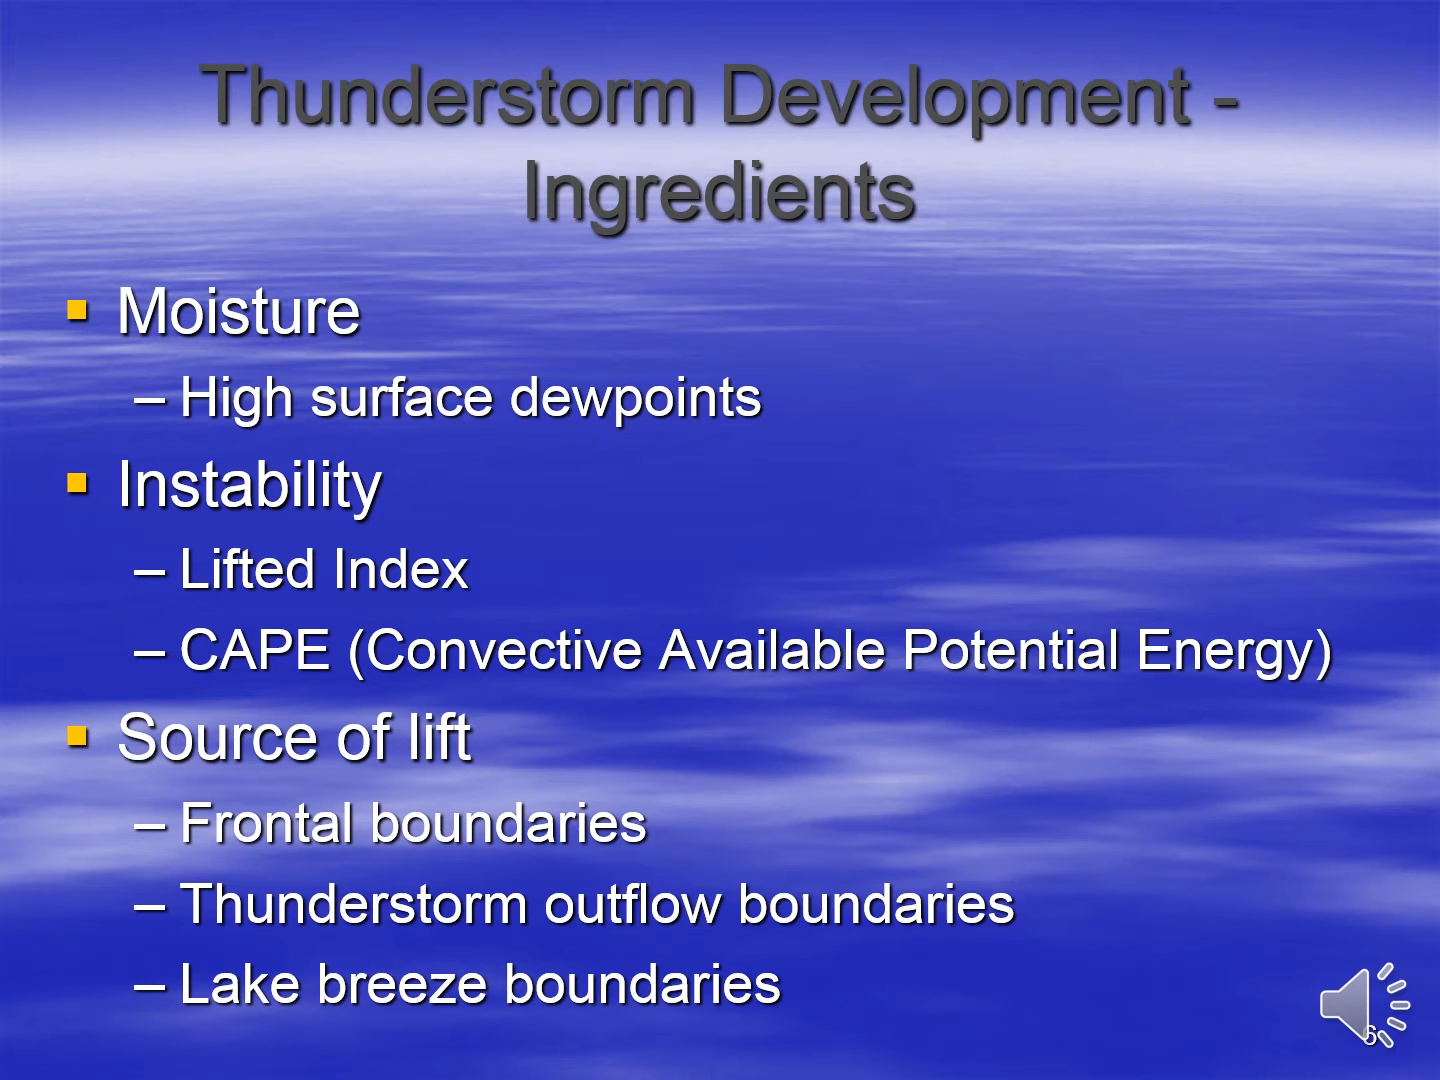 Thunderstorm Development -
Ingredients
▪ Moisture
– High surface dewpoints
▪ Instability
– Lifted Index
– CAPE (Convective Available Potential Energy)
▪ Source of lift
– Frontal boundaries
– Thunderstorm outflow boundaries
– Lake breeze boundaries
6